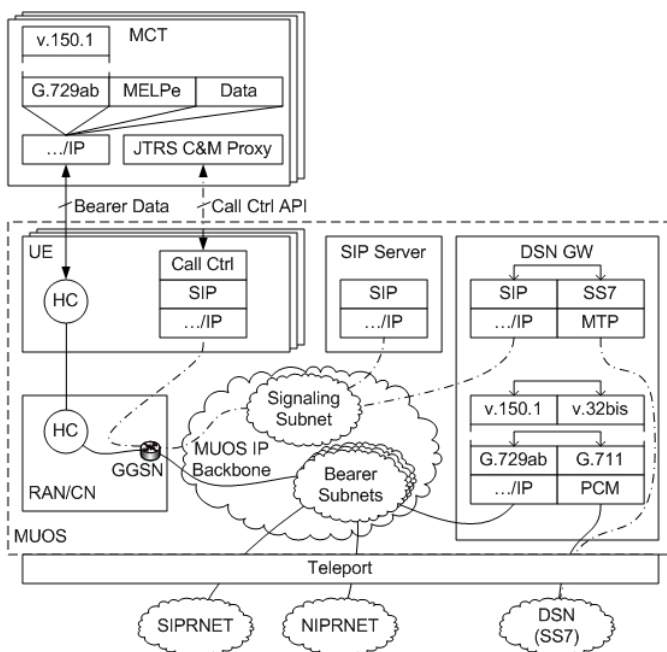 MCT
v.150.1
G.729ab MELPe Data
…/IP JTRS C&M Proxy
Bearer Data Call Ctrl API
UE
Call Ctrl
SIP
…/IP
HC
SIP Server
SIP
…/IP
DSN GW
SIP SS7
…/IP MTP
v.150.1 v.32bis
G.729ab G.711
…/IP PCM
HC
GGSN
RAN/CN
MUOS IP
Backbone
Signaling
Subnet
Bearer
Subnets
MUOS
Teleport
SIPRNET
NIPRNET
DSN
(SS7)